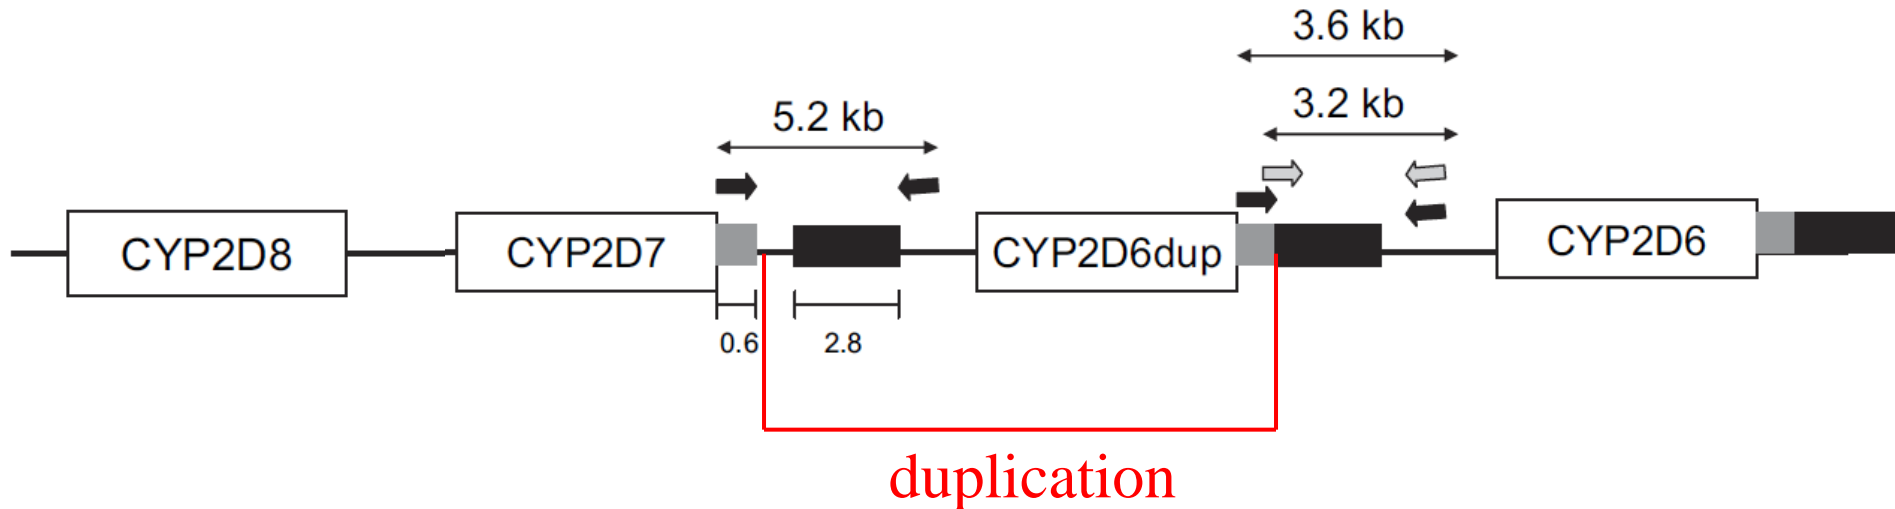 3.6 kb
3.2 kb
5.2 kb
CYP2D8
CYP2D7
CYP2D6dup
CYP2D6
0.6
2.8
duplication